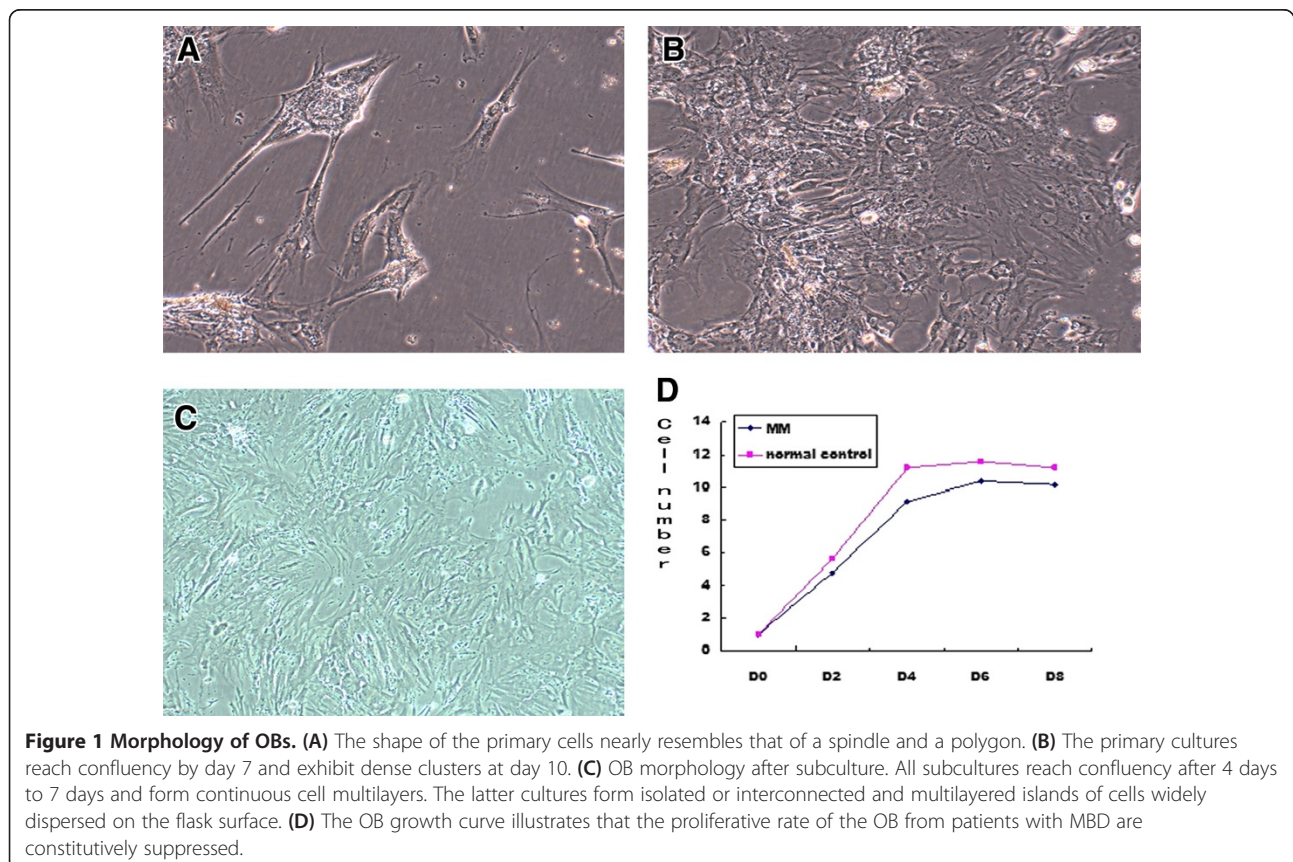 A
B
C
D
Cell number
14
12
10
8
6
4
2
0
MM
normal control
D0 D2 D4 D6 D8
Figure 1 Morphology of OBs. (A) The shape of the primary cells nearly resembles that of a spindle and a polygon. (B) The primary cultures
reach confluency by day 7 and exhibit dense clusters at day 10. (C) OB morphology after subculture. All subcultures reach confluency after 4 days
to 7 days and form continuous cell multilayers. The latter cultures form isolated or interconnected and multilayered islands of cells widely
dispersed on the flask surface. (D) The OB growth curve illustrates that the proliferative rate of the OB from patients with MBD are
constitutively suppressed.